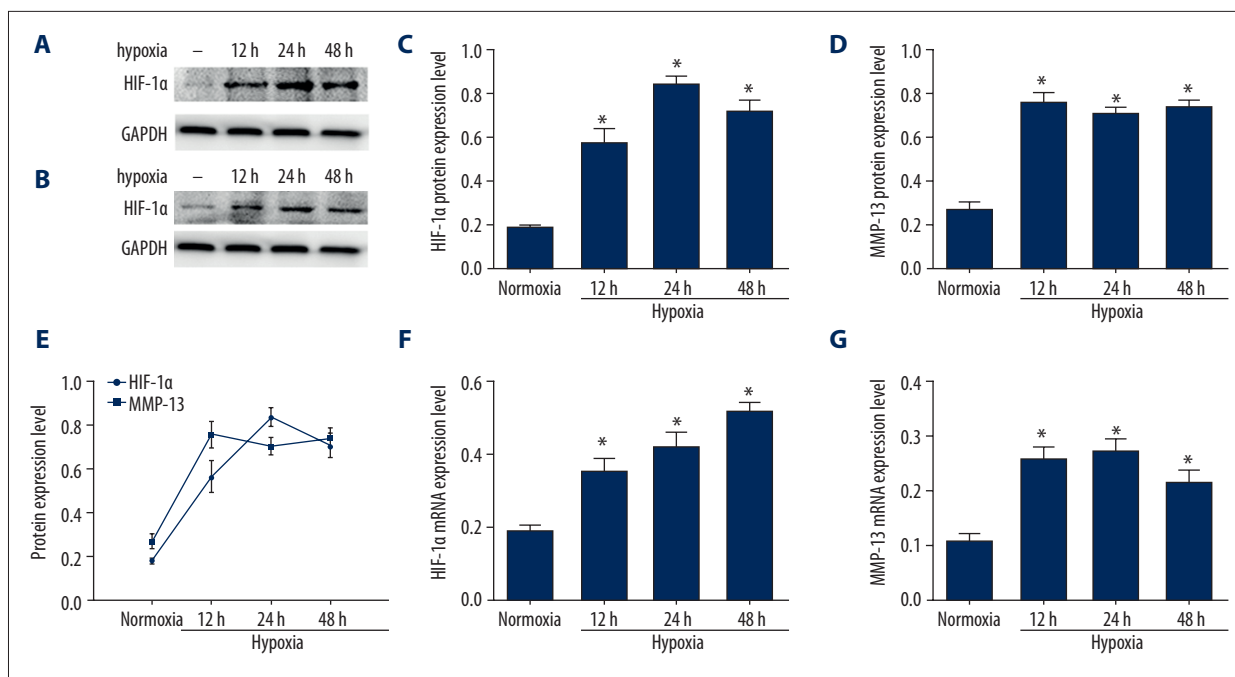 A
hypoxia – 12 h 24 h 48 h
HIF-1α
GAPDH
B
hypoxia – 12 h 24 h 48 h
HIF-1α
GAPDH
C
HIF-1α protein expression level
1.0
0.8
0.6
0.4
0.2
0.0
* * *
Normoxia 12 h 24 h 48 h
Hypoxia
D
MMP-13 protein expression level
1.0
0.8
0.6
0.4
0.2
0.0
* * *
Normoxia 12 h 24 h 48 h
Hypoxia
E
Protein expression level
1.0
0.8
0.6
0.4
0.2
0.0
HIF-1α
MMP-13
Normoxia 12 h 24 h 48 h
Hypoxia
F
HIF-1α mRNA expression level
0.6
0.4
0.2
0.0
* * *
Normoxia 12 h 24 h 48 h
Hypoxia
G
MMP-13 mRNA expression level
0.4
0.3
0.2
0.1
0.0
* * *
Normoxia 12 h 24 h 48 h
Hypoxia